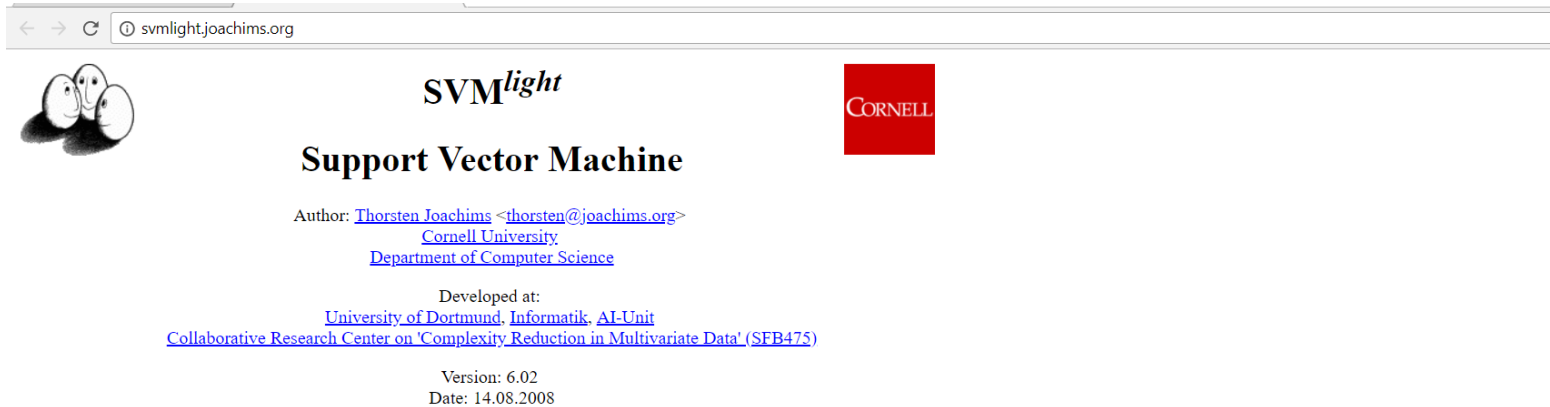 svmlight.joachims.org
SVMlight
CORNELL
Support Vector Machine
Author: Thorsten Joachims <thorsten@joachims.org>
Cornell University
Department of Computer Science
Developed at:
University of Dortmund, Informatik, AI-Unit
Collaborative Research Center on 'Complexity Reduction in Multivariate Data' (SFB475)
Version: 6.02
Date: 14.08.2008